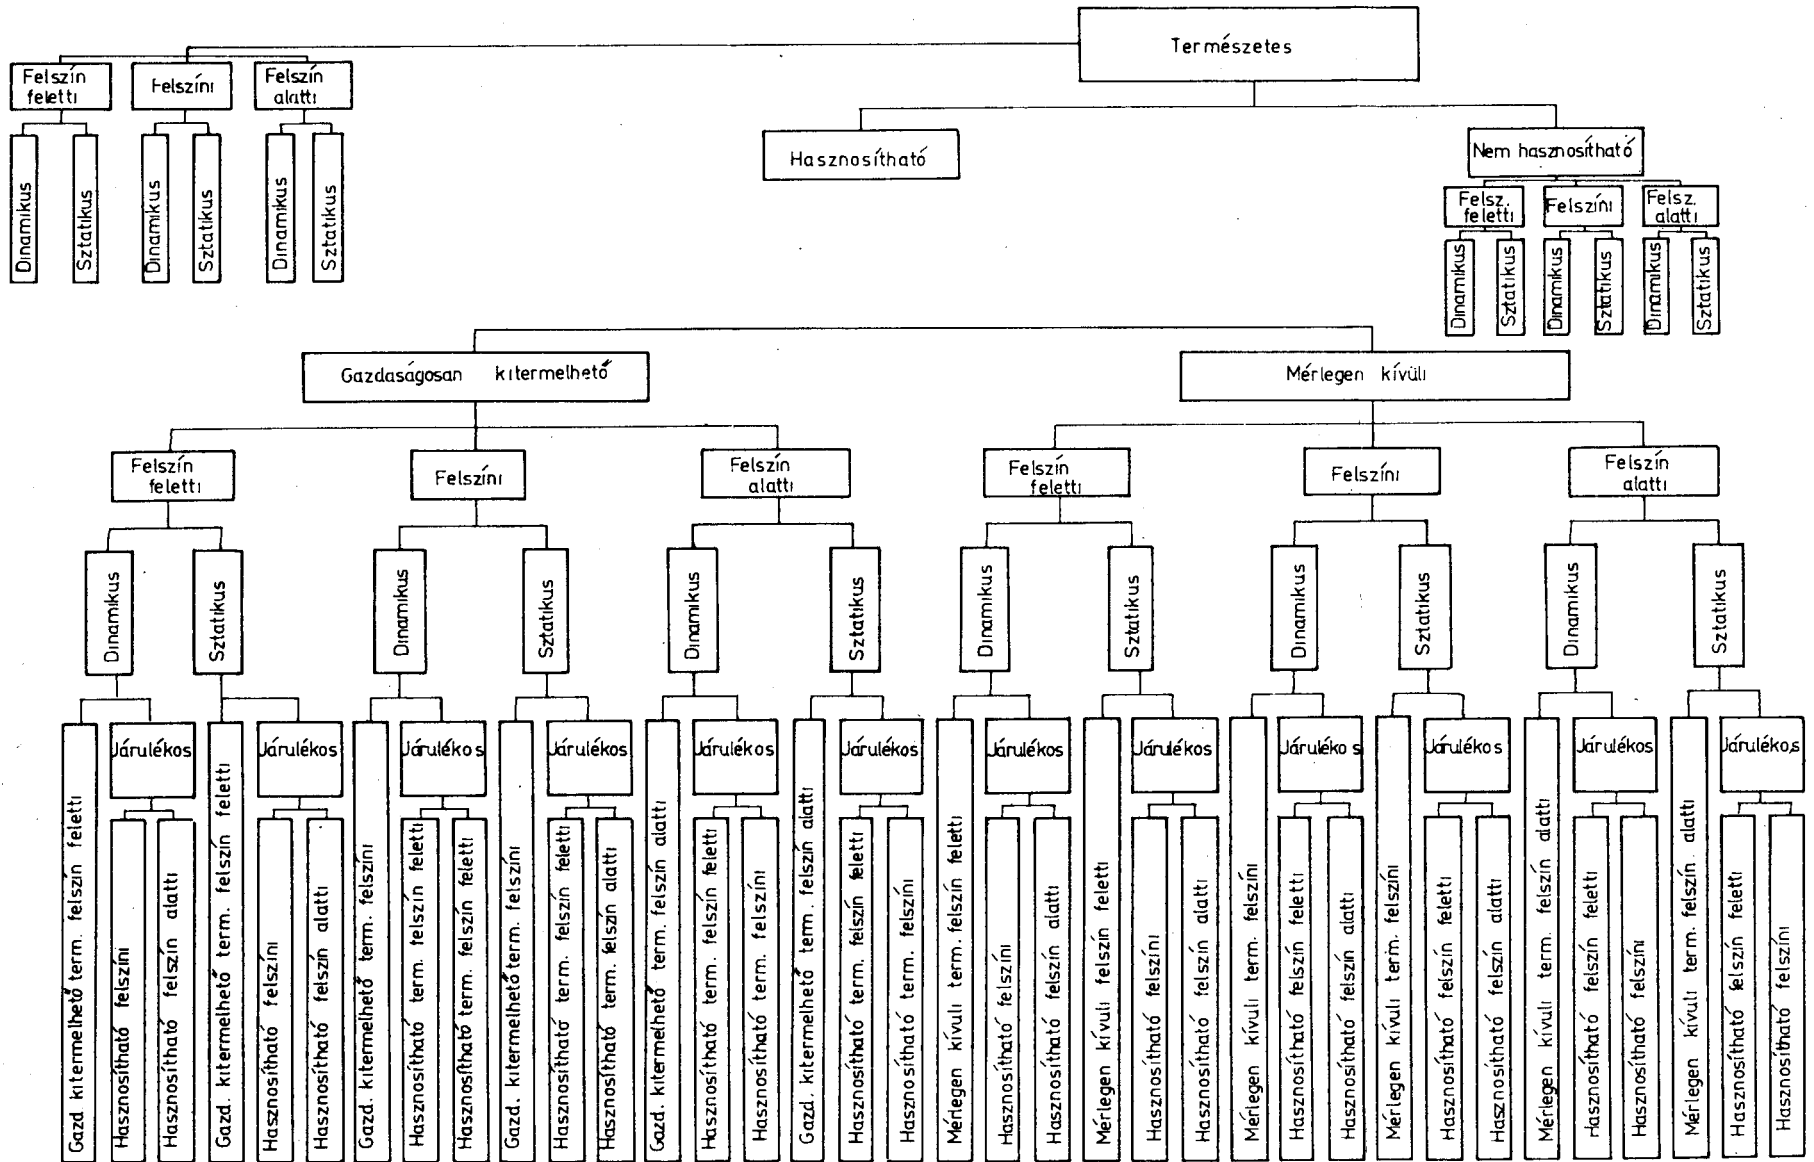 Természetes
Felszín
feletti
Felszíni
Felszín
alatti
Dinamikus
Sztatikus
Dinamikus
Sztatikus
Dinamikus
Sztatikus
Hasznosítható
Nem hasznosítható
Felsz.
feletti
Felszíni
Felsz.
alatti
Dinamikus
Sztatikus
Dinamikus
Sztatikus
Dinamikus
Sztatikus
Gazdaságosan kitermelhető
Mérlegen kívüli
Felszín
feletti
Felszíni
Felszín
alatti
Felszín
feletti
Felszíni
Felszín
alatti
Dinamikus
Sztatikus
Dinamikus
Sztatikus
Dinamikus
Sztatikus
Dinamikus
Sztatikus
Dinamikus
Sztatikus
Dinamikus
Sztatikus
Gazd. kitermelhető term. felszín feletti
Járulékos
Hasznosítható felszíni
Hasznosítható felszín alatti
Gazd. kitermelhető term. felszín feletti
Járulékos
Hasznosítható felszíni
Hasznosítható felszín alatti
Gazd. kitermelhető term. felszíni
Járulékos
Hasznosítható term. felszín feletti
Hasznosítható term. felszín feletti
Gazd. kitermelhető term. felszíni
Járulékos
Hasznosítható term. felszín feletti
Hasznosítható term. felszín alatti
Gazd. kitermelhető term. felszín alatti
Járulékos
Hasznosítható term. felszín feletti
Hasznosítható term. felszíni
Gazd. kitermelhető term. felszín alatti
Járulékos
Hasznosítható term. felszín feletti
Hasznosítható term. felszíni
Mérlegen kívuli term. felszín feletti
Járulékos
Hasznosítható felszíni
Hasznosítható felszín alatti
Mérlegen kívuli felszín feletti
Járulékos
Hasznosítható felszíni
Hasznosítható felszín alatti
Mérlegen kívuli term. felszíni
Járulékos
Hasznosítható felszín feletti
Hasznosítható felszín alatti
Mérlegen kívuli term. felszíni
Járulékos
Hasznosítható felszín feletti
Hasznosítható felszín alatti
Mérlegen kívuli term. felszín alatti
Járulékos
Hasznosítható felszín feletti
Hasznosítható felszíni
Mérlegen kívuli term. felszín alatti
Járulékos
Hasznosítható felszín feletti
Hasznosítható felszíni